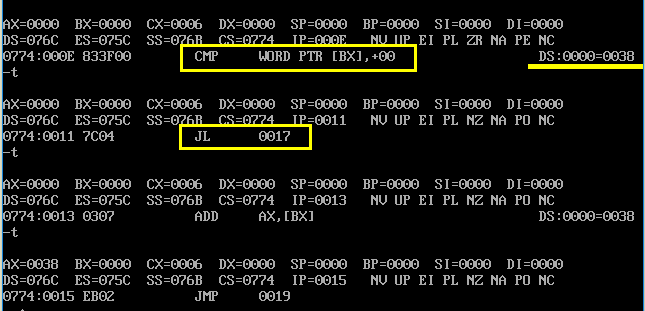 AX=0000 BX=0000 CX=0006 DX=0000 SP=0000 BP=0000 SI=0000 DI=0000
DS=076C ES=075C SS=076B CS=0774 IP=000E NV UP EI PL ZR NA PE NC
0774:000E 833F00 CMP WORD PTR [BX],+00 DS:0000=0038
-t
AX=0000 BX=0000 CX=0006 DX=0000 SP=0000 BP=0000 SI=0000 DI=0000
DS=076C ES=075C SS=076B CS=0774 IP=0011 NV UP EI PL NZ NA PO NC
0774:0011 7C04 JL 0017
-t
AX=0000 BX=0000 CX=0006 DX=0000 SP=0000 BP=0000 SI=0000 DI=0000
DS=076C ES=075C SS=076B CS=0774 IP=0013 NV UP EI PL NZ NA PO NC
0774:0013 0307 ADD AX,[BX] DS:0000=0038
-t
AX=0038 BX=0000 CX=0006 DX=0000 SP=0000 BP=0000 SI=0000 DI=0000
DS=076C ES=075C SS=076B CS=0774 IP=0015 NV UP EI PL NZ NA PO NC
0774:0015 EB02 JMP 0019